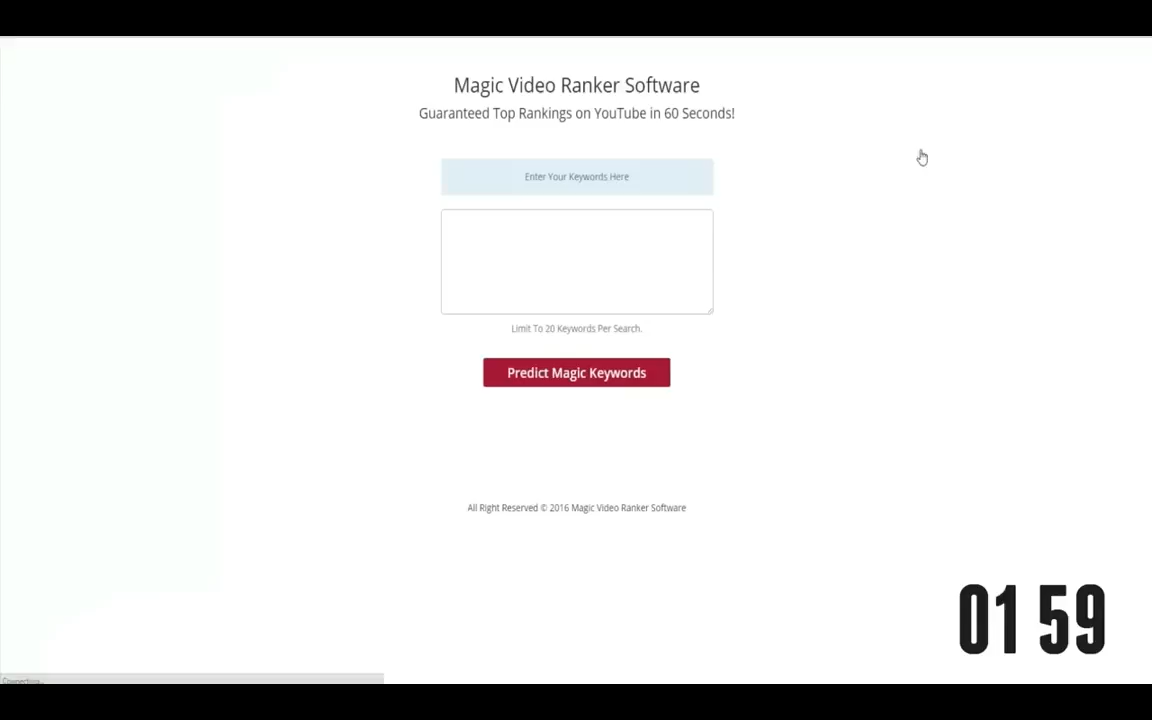 Magic Video Ranker Software
Guaranteed Top Rankings on YouTube in 60 Seconds!
Enter Your Keywords Here
Limit To 20 Keywords Per Search.
Predict Magic Keywords
All Right Reserved © 2016 Magic Video Ranker Software
01 59